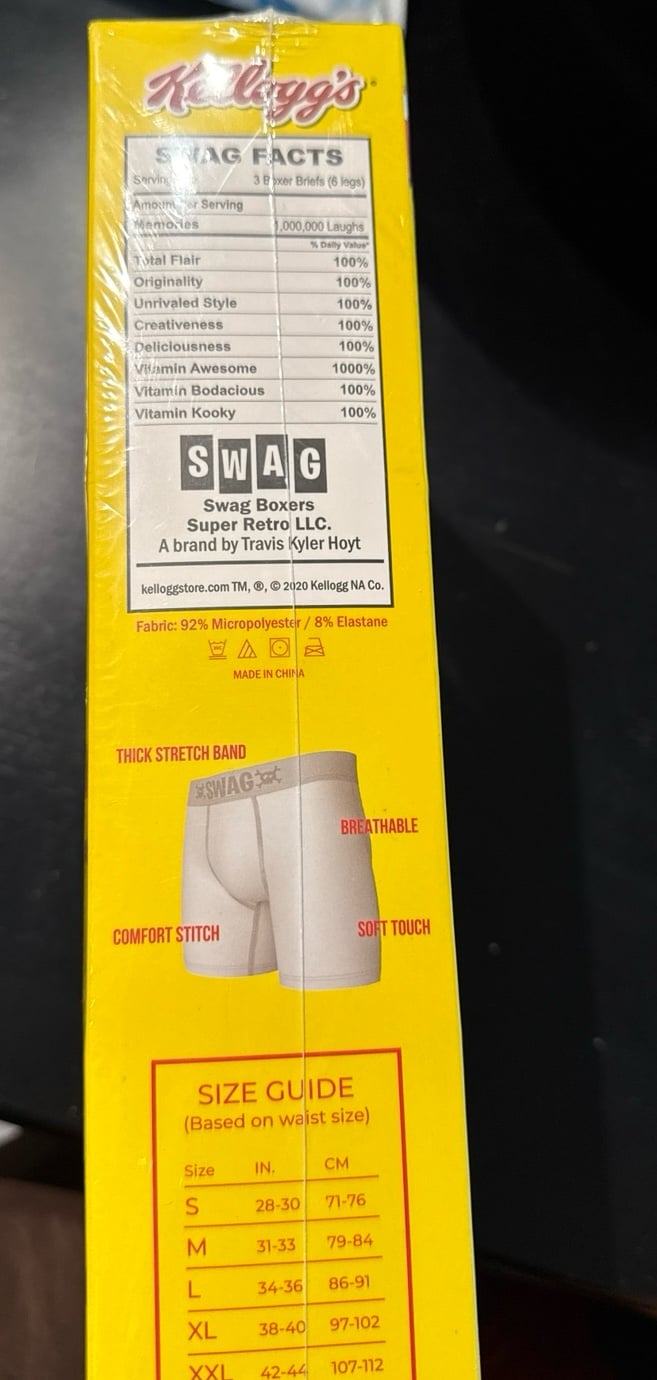 Kellogg's
SWAG FACTS
Serving 3 Boxer Briefs (6 legs)
Amount Per Serving
Memories 1,000,000 Laughs
% Daily Value*
Total Flair 100%
Originality 100%
Unrivaled Style 100%
Creativeness 100%
Deliciousness 100%
Vitamin Awesome 1000%
Vitamin Bodacious 100%
Vitamin Kooky 100%
SWAG
Swag Boxers
Super Retro LLC.
A brand by Travis Kyler Hoyt
kelloggstore.com TM, ®, © 2020 Kellogg NA Co.
Fabric: 92% Micropolyester / 8% Elastane
MADE IN CHINA
THICK STRETCH BAND
SWAG
BREATHABLE
COMFORT STITCH
SOFT TOUCH
SIZE GUIDE
(Based on waist size)
Size IN. CM
S 28-30 71-76
M 31-33 79-84
L 34-36 86-91
XL 38-40 97-102
XXL 42-44 107-112